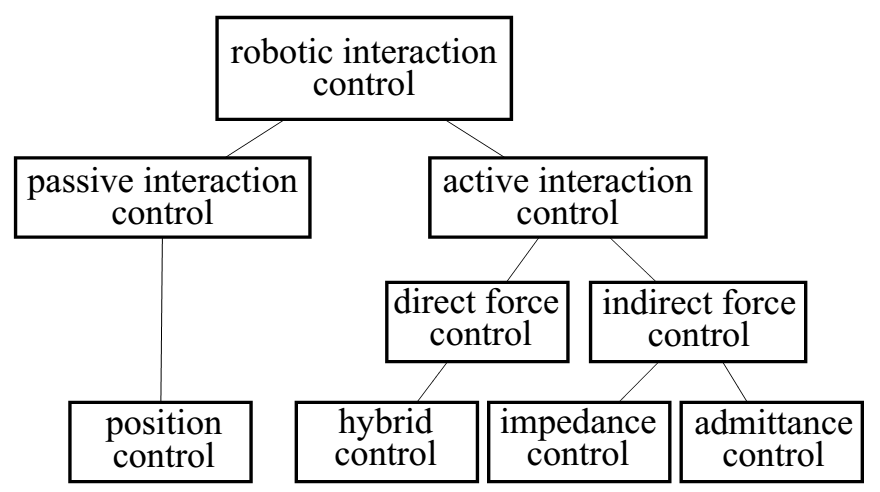 robotic interaction
control
passive interaction
control
active interaction
control
direct force
control
indirect force
control
position
control
hybrid
control
impedance
control
admittance
control